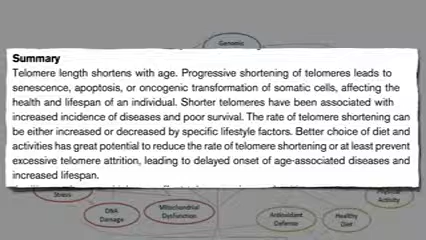 Genomic
Summary
Telomere length shortens with age. Progressive shortening of telomeres leads to
senescence, apoptosis, or oncogenic transformation of somatic cells, affecting the
health and lifespan of an individual. Shorter telomeres have been associated with
increased incidence of diseases and poor survival. The rate of telomere shortening can
be either increased or decreased by specific lifestyle factors. Better choice of diet and
activities has great potential to reduce the rate of telomere shortening or at least prevent
excessive telomere attrition, leading to delayed onset of age-associated diseases and
increased lifespan.
Stress
Activity
DNA
Damage
Mitochondrial
Dysfunction
Antioxidant
Defense
Healthy
Diet